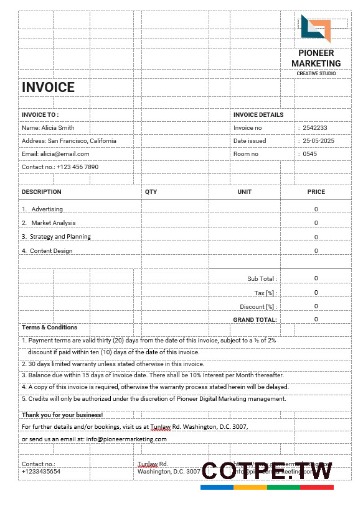 PIONEER
MARKETING
CREATIVE STUDIO
INVOICE
INVOICE TO :
INVOICE DETAILS
Name: Alicia Smith
Invoice no : 2542233
Address: San Francisco, California
Date issued : 25-05-2025
Email: alicia@email.com
Room no : 0545
Contact no.: +123 456 7890
DESCRIPTION QTY UNIT PRICE
1. Advertising 0
2. Market Analysis 0
3. Strategy and Planning 0
4. Content Design 0
Sub Total : 0
Tax [%] : 0
Discount [%] : 0
GRAND TOTAL: 0
Terms & Conditions
1. Payment terms are valid thirty (20) days from the date of this invoice, subject to a ½ of 2%
discount if paid within ten (10) days of the date of this invoice.
2. 30 days limited warranty unless stated otherwise in this invoice.
3. Balance due within 15 days of invoice date. There shall be 10% interest per Month thereafter.
4. A copy of this invoice is required, otherwise the warranty process stated herein will be delayed.
5. Credits will only be authorized under the discretion of Pioneer Digital Marketing management.
Thank you for your business!
For further details and/or bookings, visit us at Tunlaw Rd. Washington, D.C. 3007,
or send us an email at: info@pioneermarketing.com
Contact no.:
+1233435654
Tunlaw Rd.
Washington, D.C. 3007
COTPE.TW